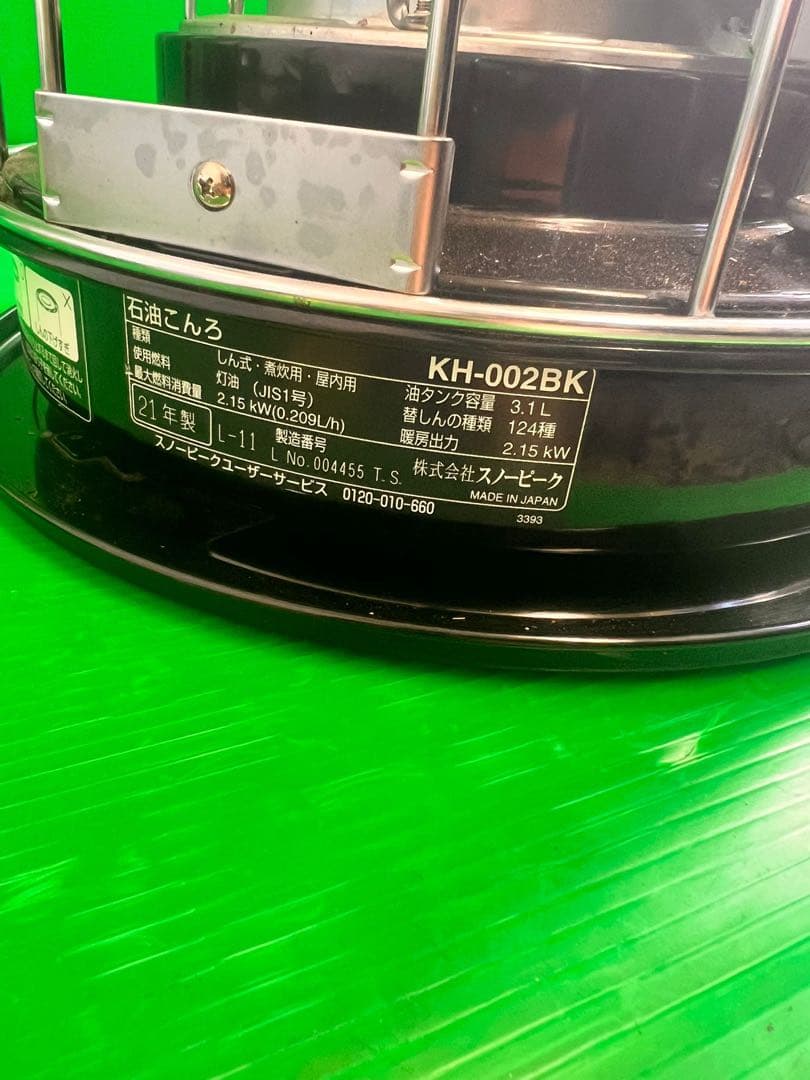 石油こんろ
KH-002BK
種類 しん式・煮炊用・屋内用
使用燃料 灯油 (JIS1号)
最大燃料消費量 2.15 kW(0.209L/h)
油タンク容量 3.1 L
替しんの種類 124種
暖房出力 2.15 kW
21年製 L-11 製造番号 L No.004455 T.S.
株式会社スノーピーク
スノーピークユーザーサービス 0120-010-660
MADE IN JAPAN
3393